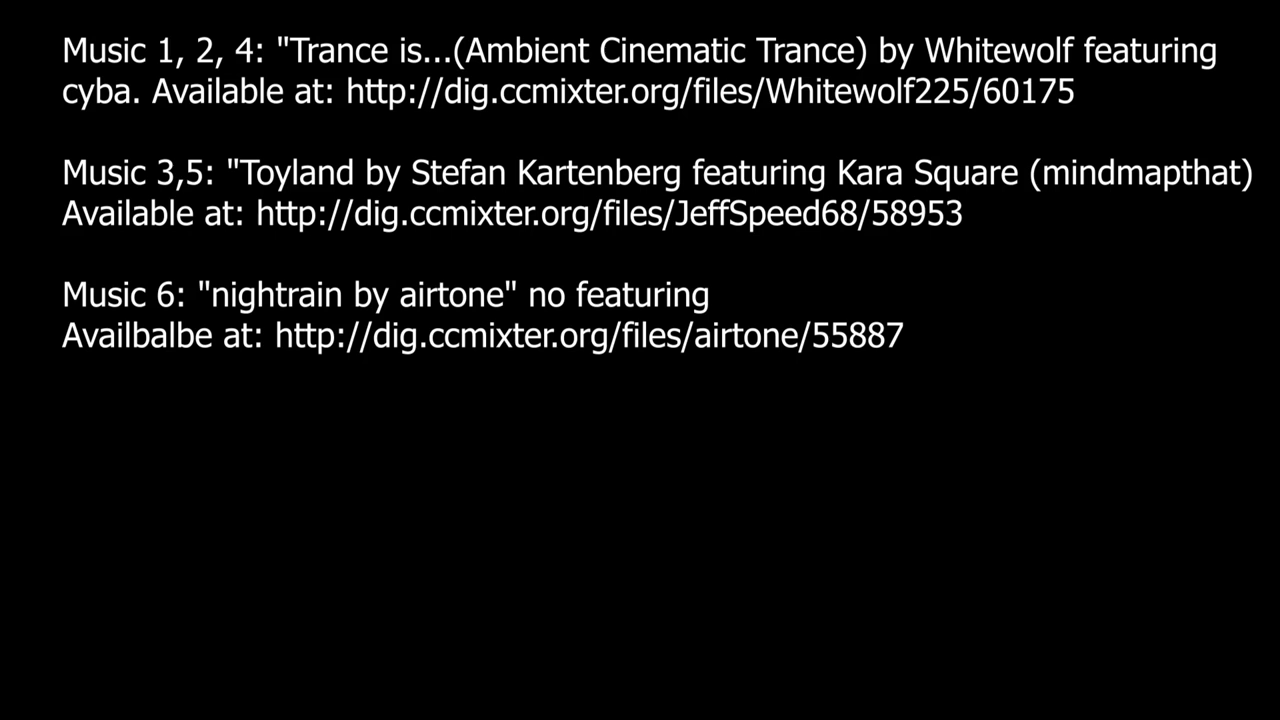 Music 1, 2, 4: "Trance is...(Ambient Cinematic Trance) by Whitewolf featuring
cyba. Available at: http://dig.ccmixter.org/files/Whitewolf225/60175
Music 3,5: "Toyland by Stefan Kartenberg featuring Kara Square (mindmapthat)
Available at: http://dig.ccmixter.org/files/JeffSpeed68/58953
Music 6: "nightrain by airtone" no featuring
Availbalbe at: http://dig.ccmixter.org/files/airtone/55887